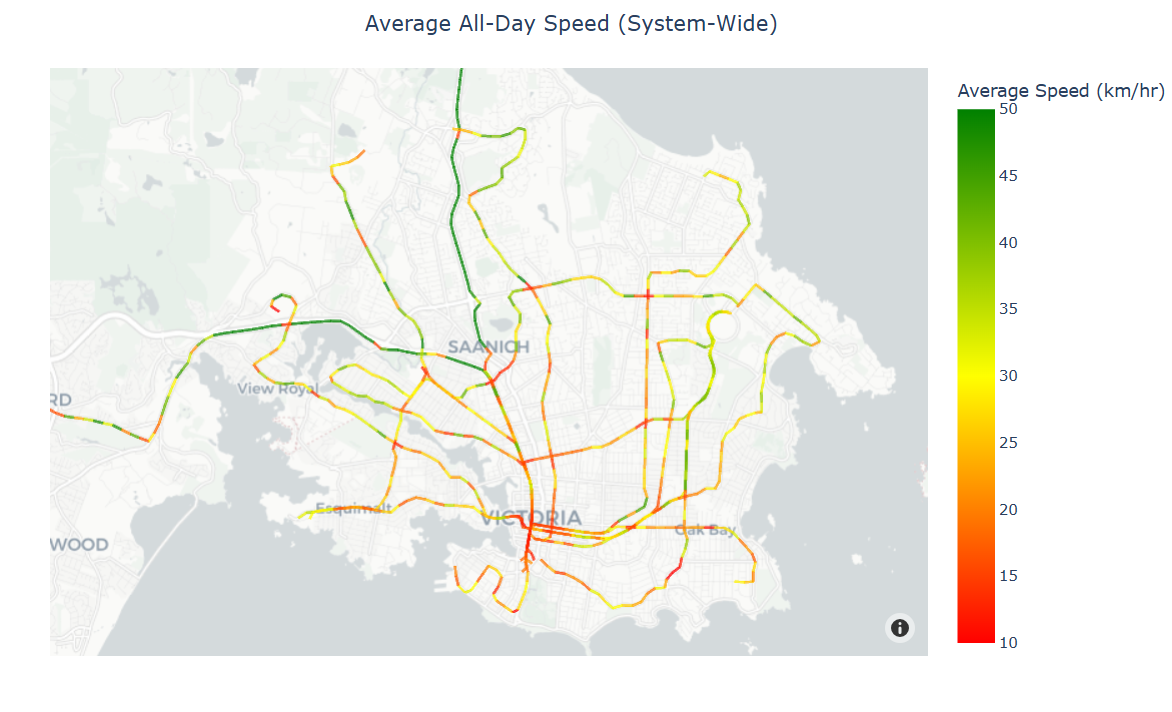 Average All-Day Speed (System-Wide)
Average Speed (km/hr)
50
45
40
35
30
25
20
15
10
SAANICH
View Royal
RD
Esquimalt
VICTORIA
Oak Bay
WOOD